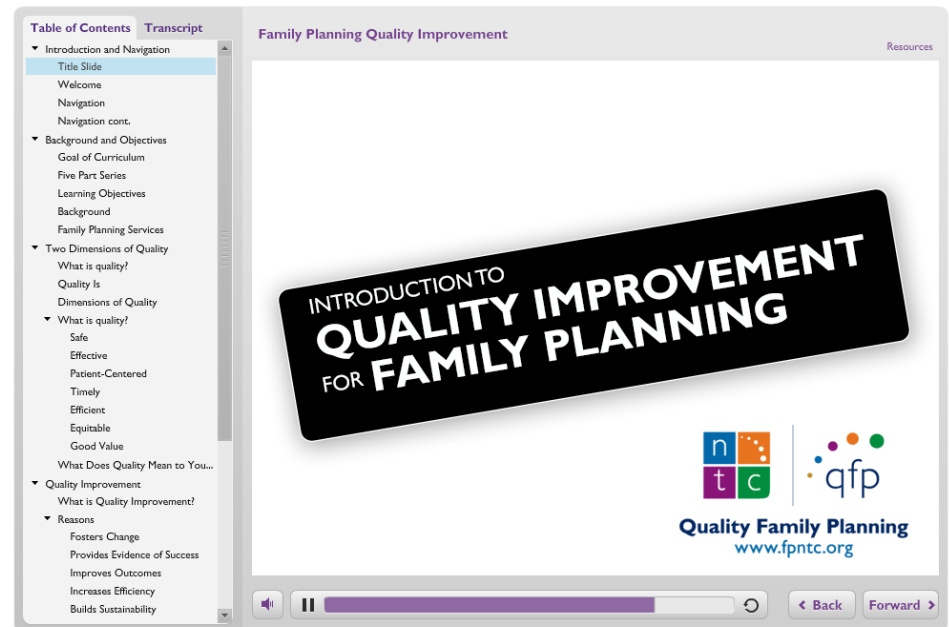 Table of Contents
Transcript
Introduction and Navigation
Title Slide
Welcome
Navigation
Navigation cont.
Background and Objectives
Goal of Curriculum
Five Part Series
Learning Objectives
Background
Family Planning Services
Two Dimensions of Quality
What is quality?
Quality Is
Dimensions of Quality
What is quality?
Safe
Effective
Patient-Centered
Timely
Efficient
Equitable
Good Value
What Does Quality Mean to You...
Quality Improvement
What is Quality Improvement?
Reasons
Fosters Change
Provides Evidence of Success
Improves Outcomes
Increases Efficiency
Builds Sustainability
Family Planning Quality Improvement
Resources
INTRODUCTION TO
QUALITY IMPROVEMENT
FOR FAMILY PLANNING
n
t c
qfp
Quality Family Planning
www.fpntc.org
Back
Forward